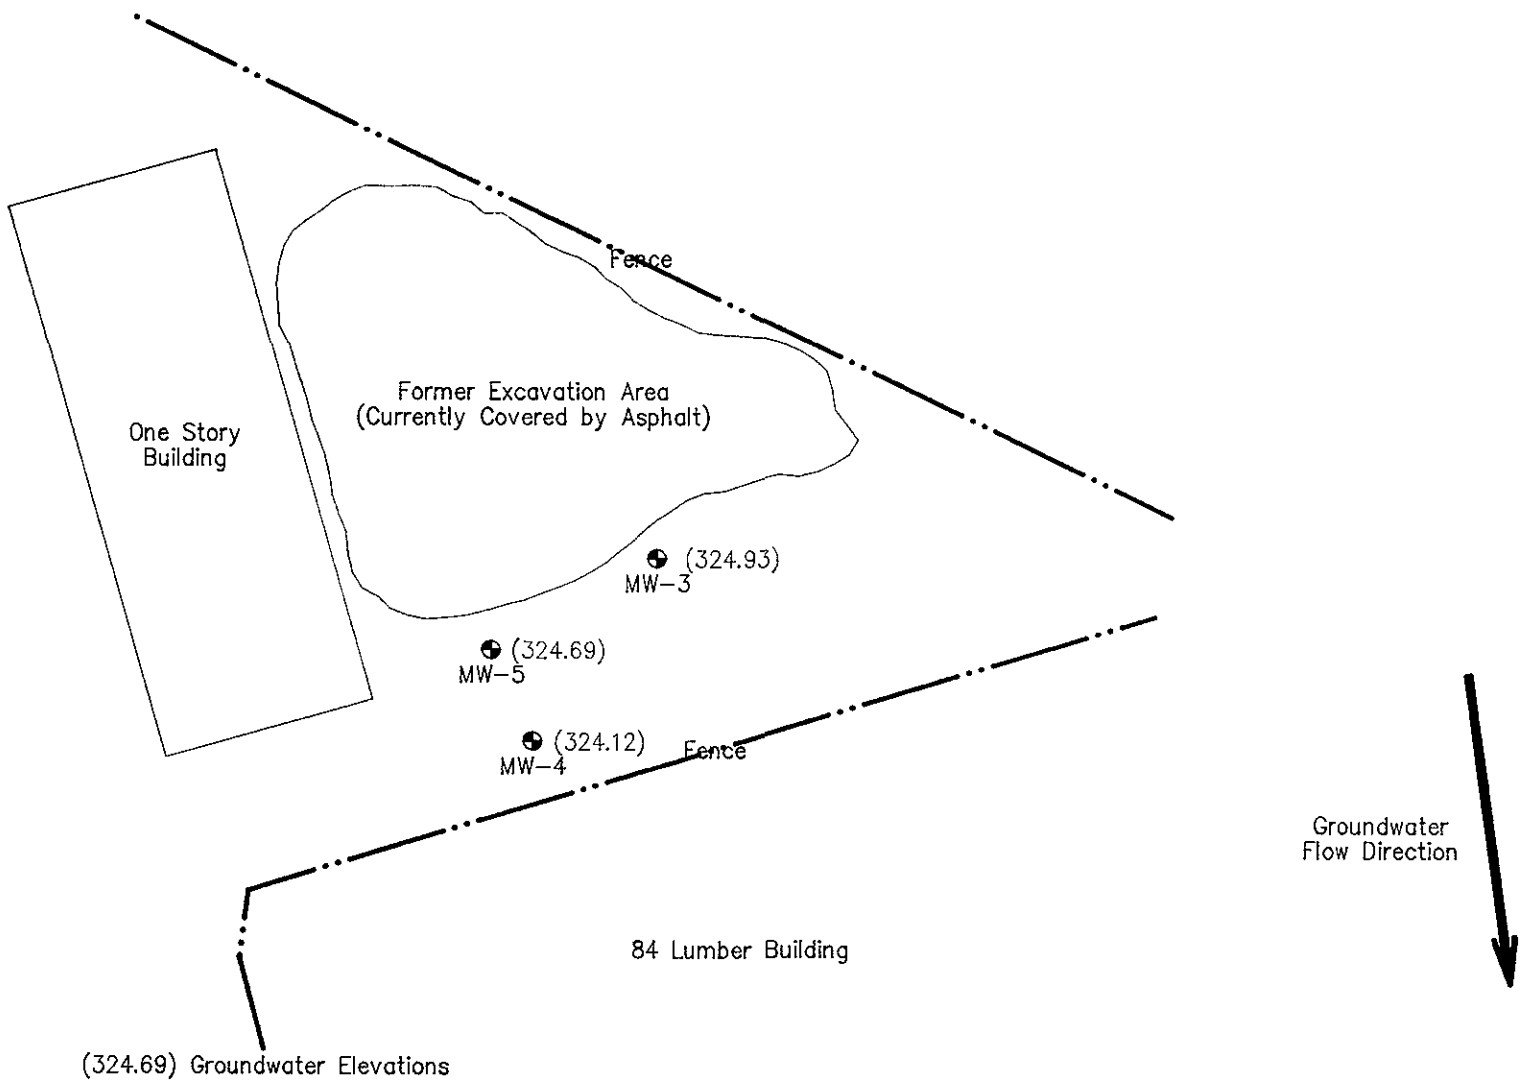 Fence
Former Excavation Area
(Currently Covered by Asphalt)
One Story
Building
(324.93)
MW-3
(324.69)
MW-5
(324.12)
MW-4
Fence
Groundwater
Flow Direction
84 Lumber Building
(324.69) Groundwater Elevations